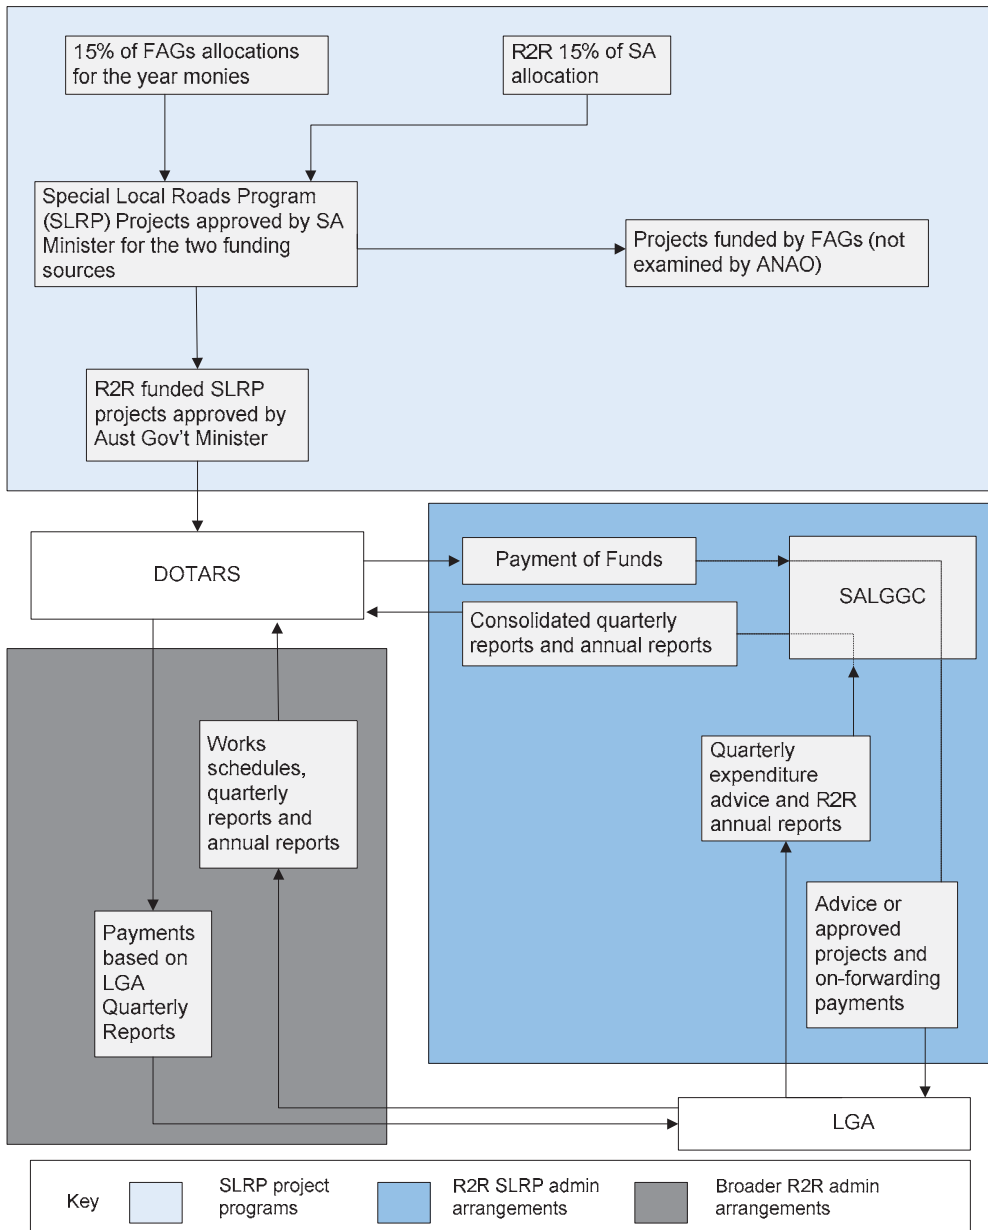 15% of FAGs allocations
for the year monies
R2R 15% of SA
allocation
Special Local Roads Program
(SLRP) Projects approved by SA
Minister for the two funding
sources
Projects funded by FAGs (not
examined by ANAO)
R2R funded SLRP
projects approved by
Aust Gov’t Minister
DOTARS
Payment of Funds
SALGGC
Consolidated quarterly
reports and annual reports
Works
schedules,
quarterly
reports and
annual reports
Quarterly
expenditure
advice and R2R
annual reports
Payments
based on
LGA
Quarterly
Reports
Advice or
approved
projects and
on-forwarding
payments
LGA
Key
SLRP project
programs
R2R SLRP admin
arrangements
Broader R2R admin
arrangements